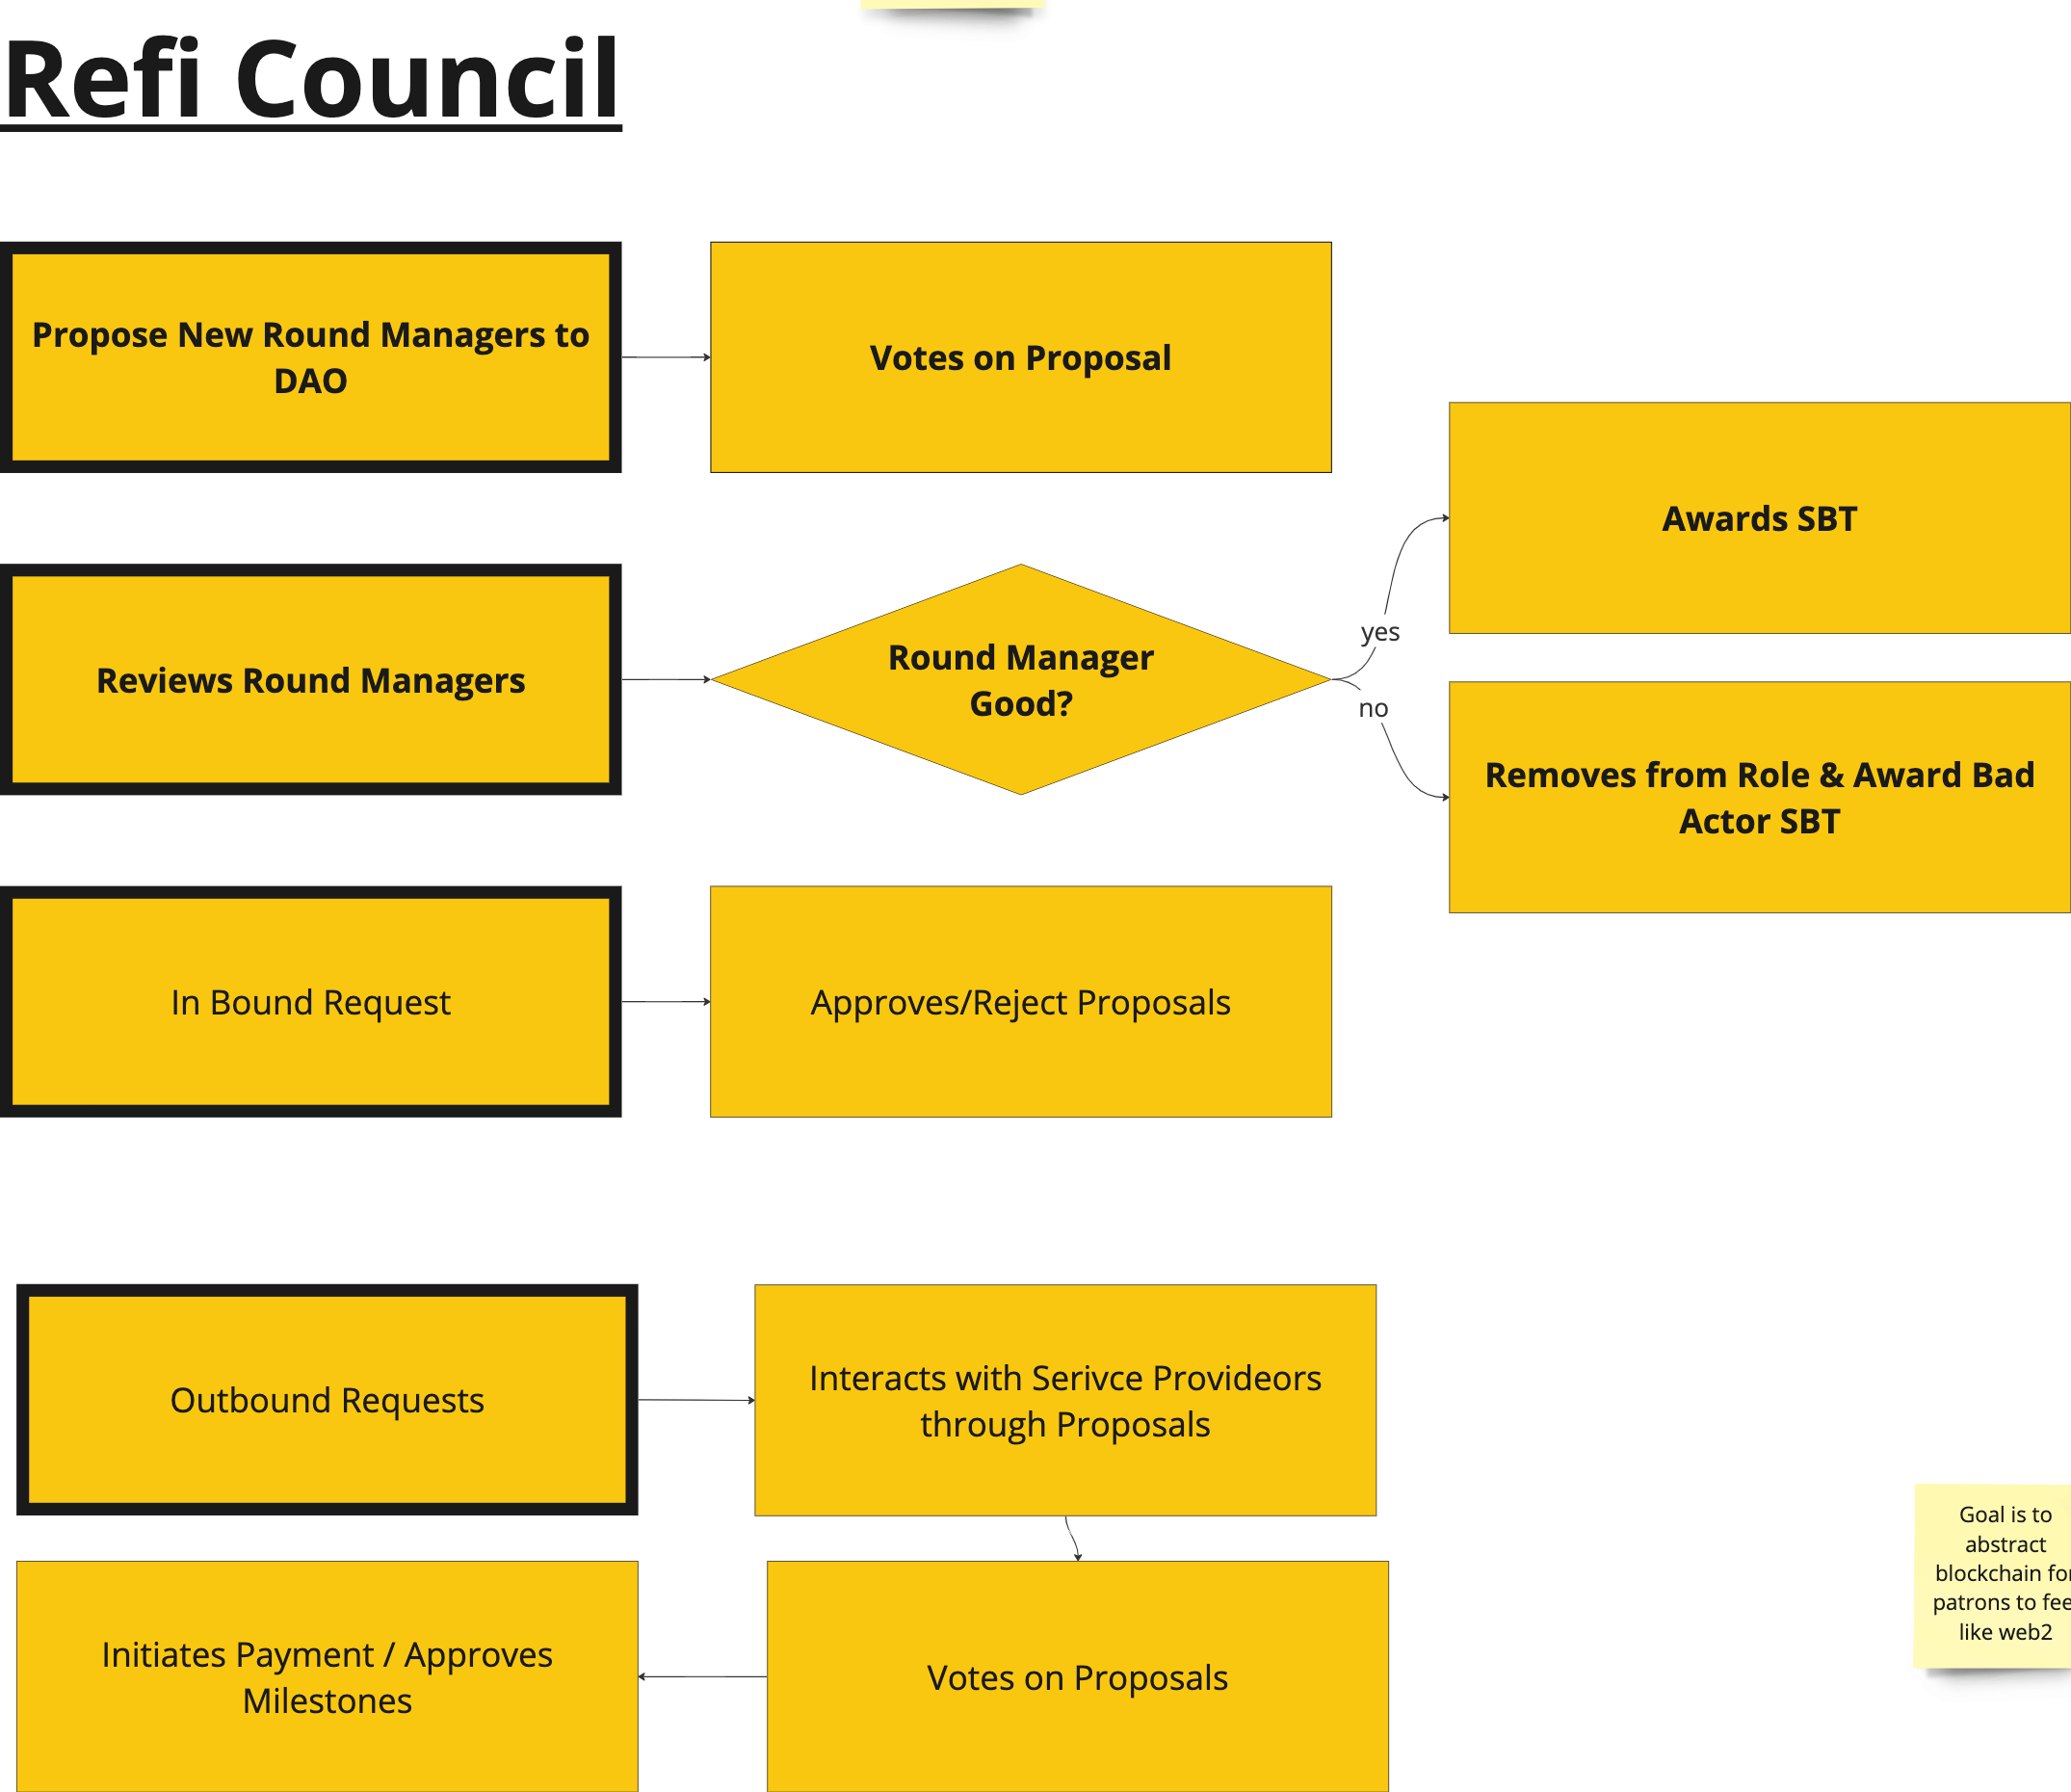 Refi Council
Propose New Round Managers to
DAO
Votes on Proposal
Awards SBT
Reviews Round Managers
Round Manager
Good?
yes
no
Removes from Role & Award Bad
Actor SBT
In Bound Request
Approves/Reject Proposals
Outbound Requests
Interacts with Serivce Provideors
through Proposals
Initiates Payment / Approves
Milestones
Votes on Proposals
Goal is to
abstract
blockchain for
patrons to fee
like web2